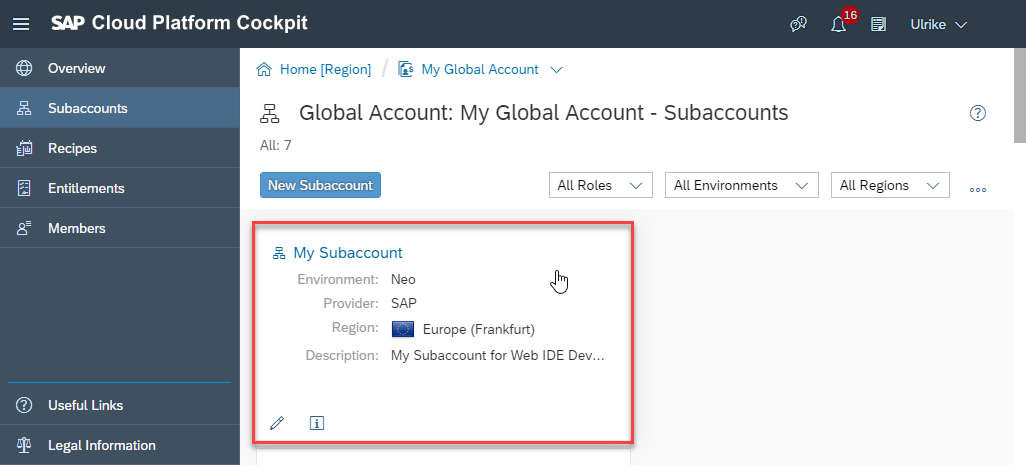 SAP Cloud Platform Cockpit
16
Ulrike
Overview
Subaccounts
Recipes
Entitlements
Members
Useful Links
Legal Information
Home [Region] / My Global Account
Global Account: My Global Account - Subaccounts
All: 7
New Subaccount
All Roles
All Environments
All Regions
My Subaccount
Environment: Neo
Provider: SAP
Region: Europe (Frankfurt)
Description: My Subaccount for Web IDE Dev...